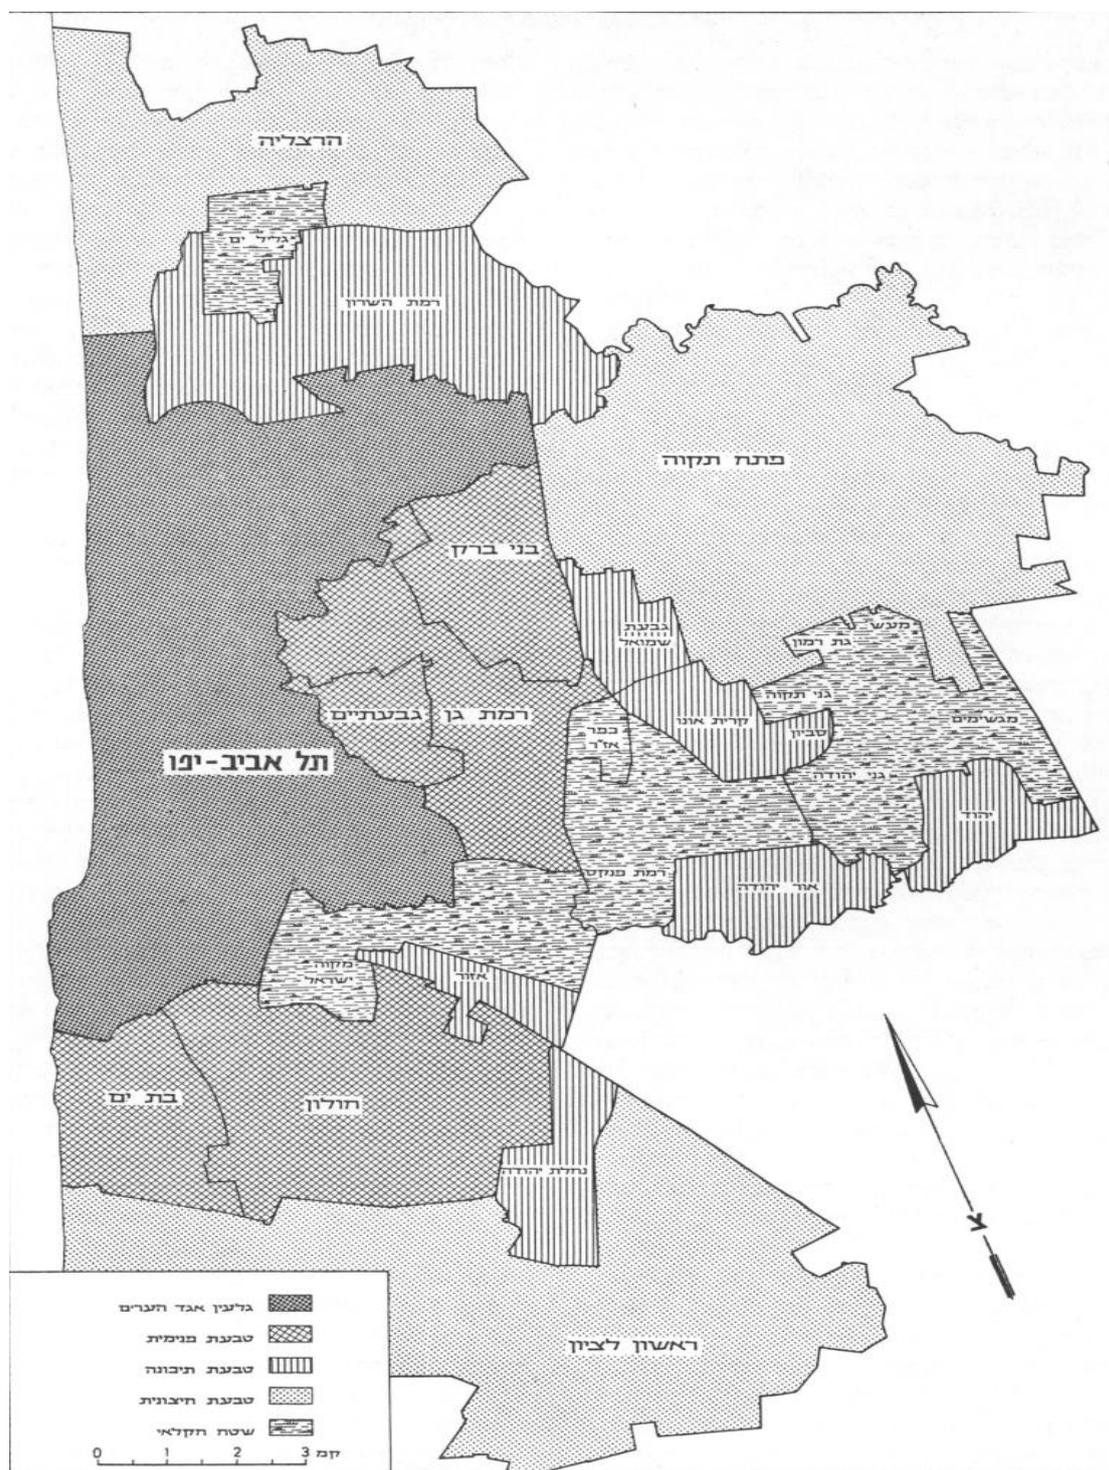 הרצליה
גליל ים
רמת השרון
פתח תקוה
בני ברק
גבעת
שמואל
מעש
גת רמון
גני תקוה
מגשימים
רמת גן
גבעתיים
קרית אונו
סביון
כפר
אז״ר
תל אביב-יפו
גני יהודה
יהוד
רמת פנקס
אור יהודה
מקוה
ישראל
אזור
חולון
בת ים
נחלת יהודה
צ
ראשון לציון
גלעין אגד הערים
טבעת פנימית
טבעת תיכונה
טבעת חיצונית
שטח חקלאי
0 1 2 3 קמ